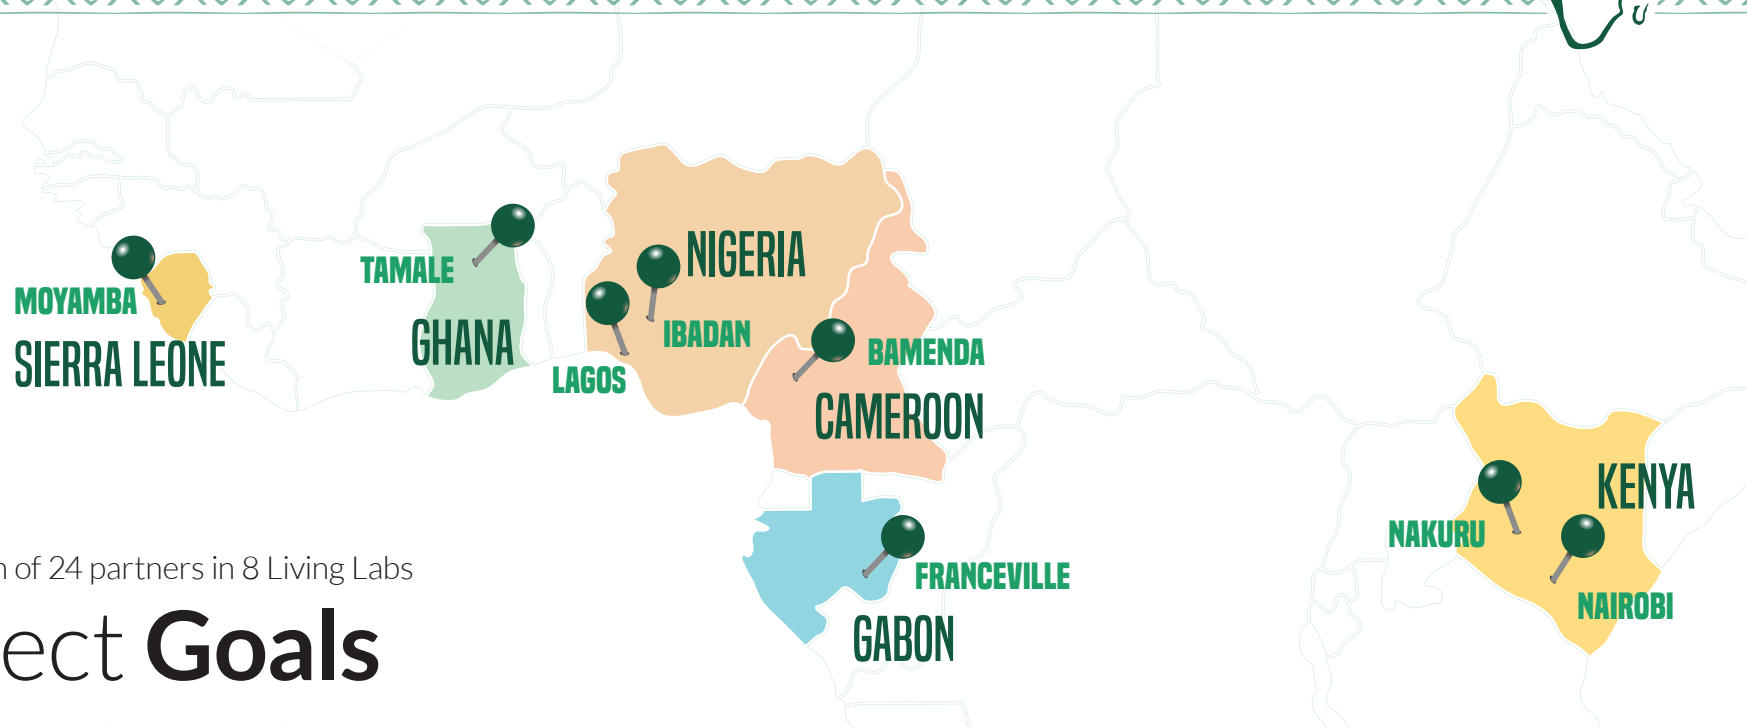 NIGERIA
TAMALE
MOYAMBA
GHANA
IBADAN
SIERRA LEONE
LAGOS
BAMENDA
CAMEROON
KENYA
NAKURU
of 24 partners in 8 Living Labs
FRANCEVILLE
NAIROBI
GABON
ect Goals